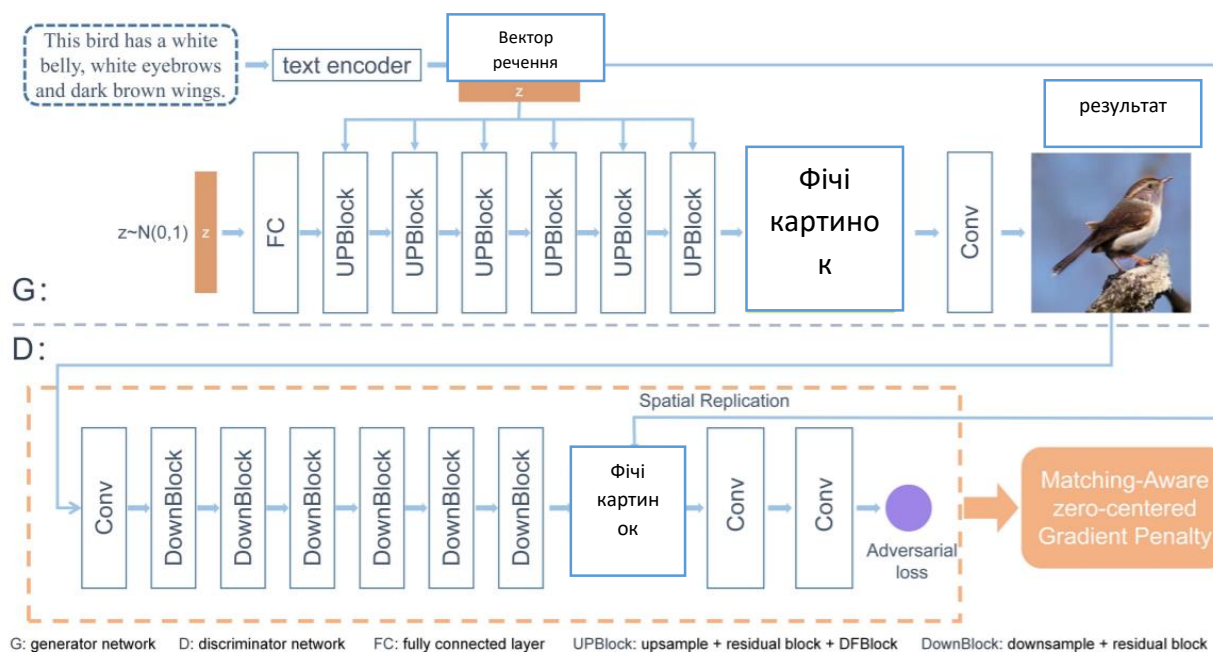 This bird has a white
belly, white eyebrows
and dark brown wings.
text encoder
Вектор
речення
z
результат
z~N(0,1)
z
FC
UPBlock
UPBlock
UPBlock
UPBlock
UPBlock
UPBlock
Фічі
картино
к
Conv
G:
D:
Spatial Replication
Conv
DownBlock
DownBlock
DownBlock
DownBlock
DownBlock
DownBlock
Фічі
картин
ок
Conv
Conv
Adversarial
loss
Matching-Aware
zero-centered
Gradient Penalty
G: generator network D: discriminator network FC: fully connected layer UPBlock: upsample + residual block + DFBlock DownBlock: downsample + residual block